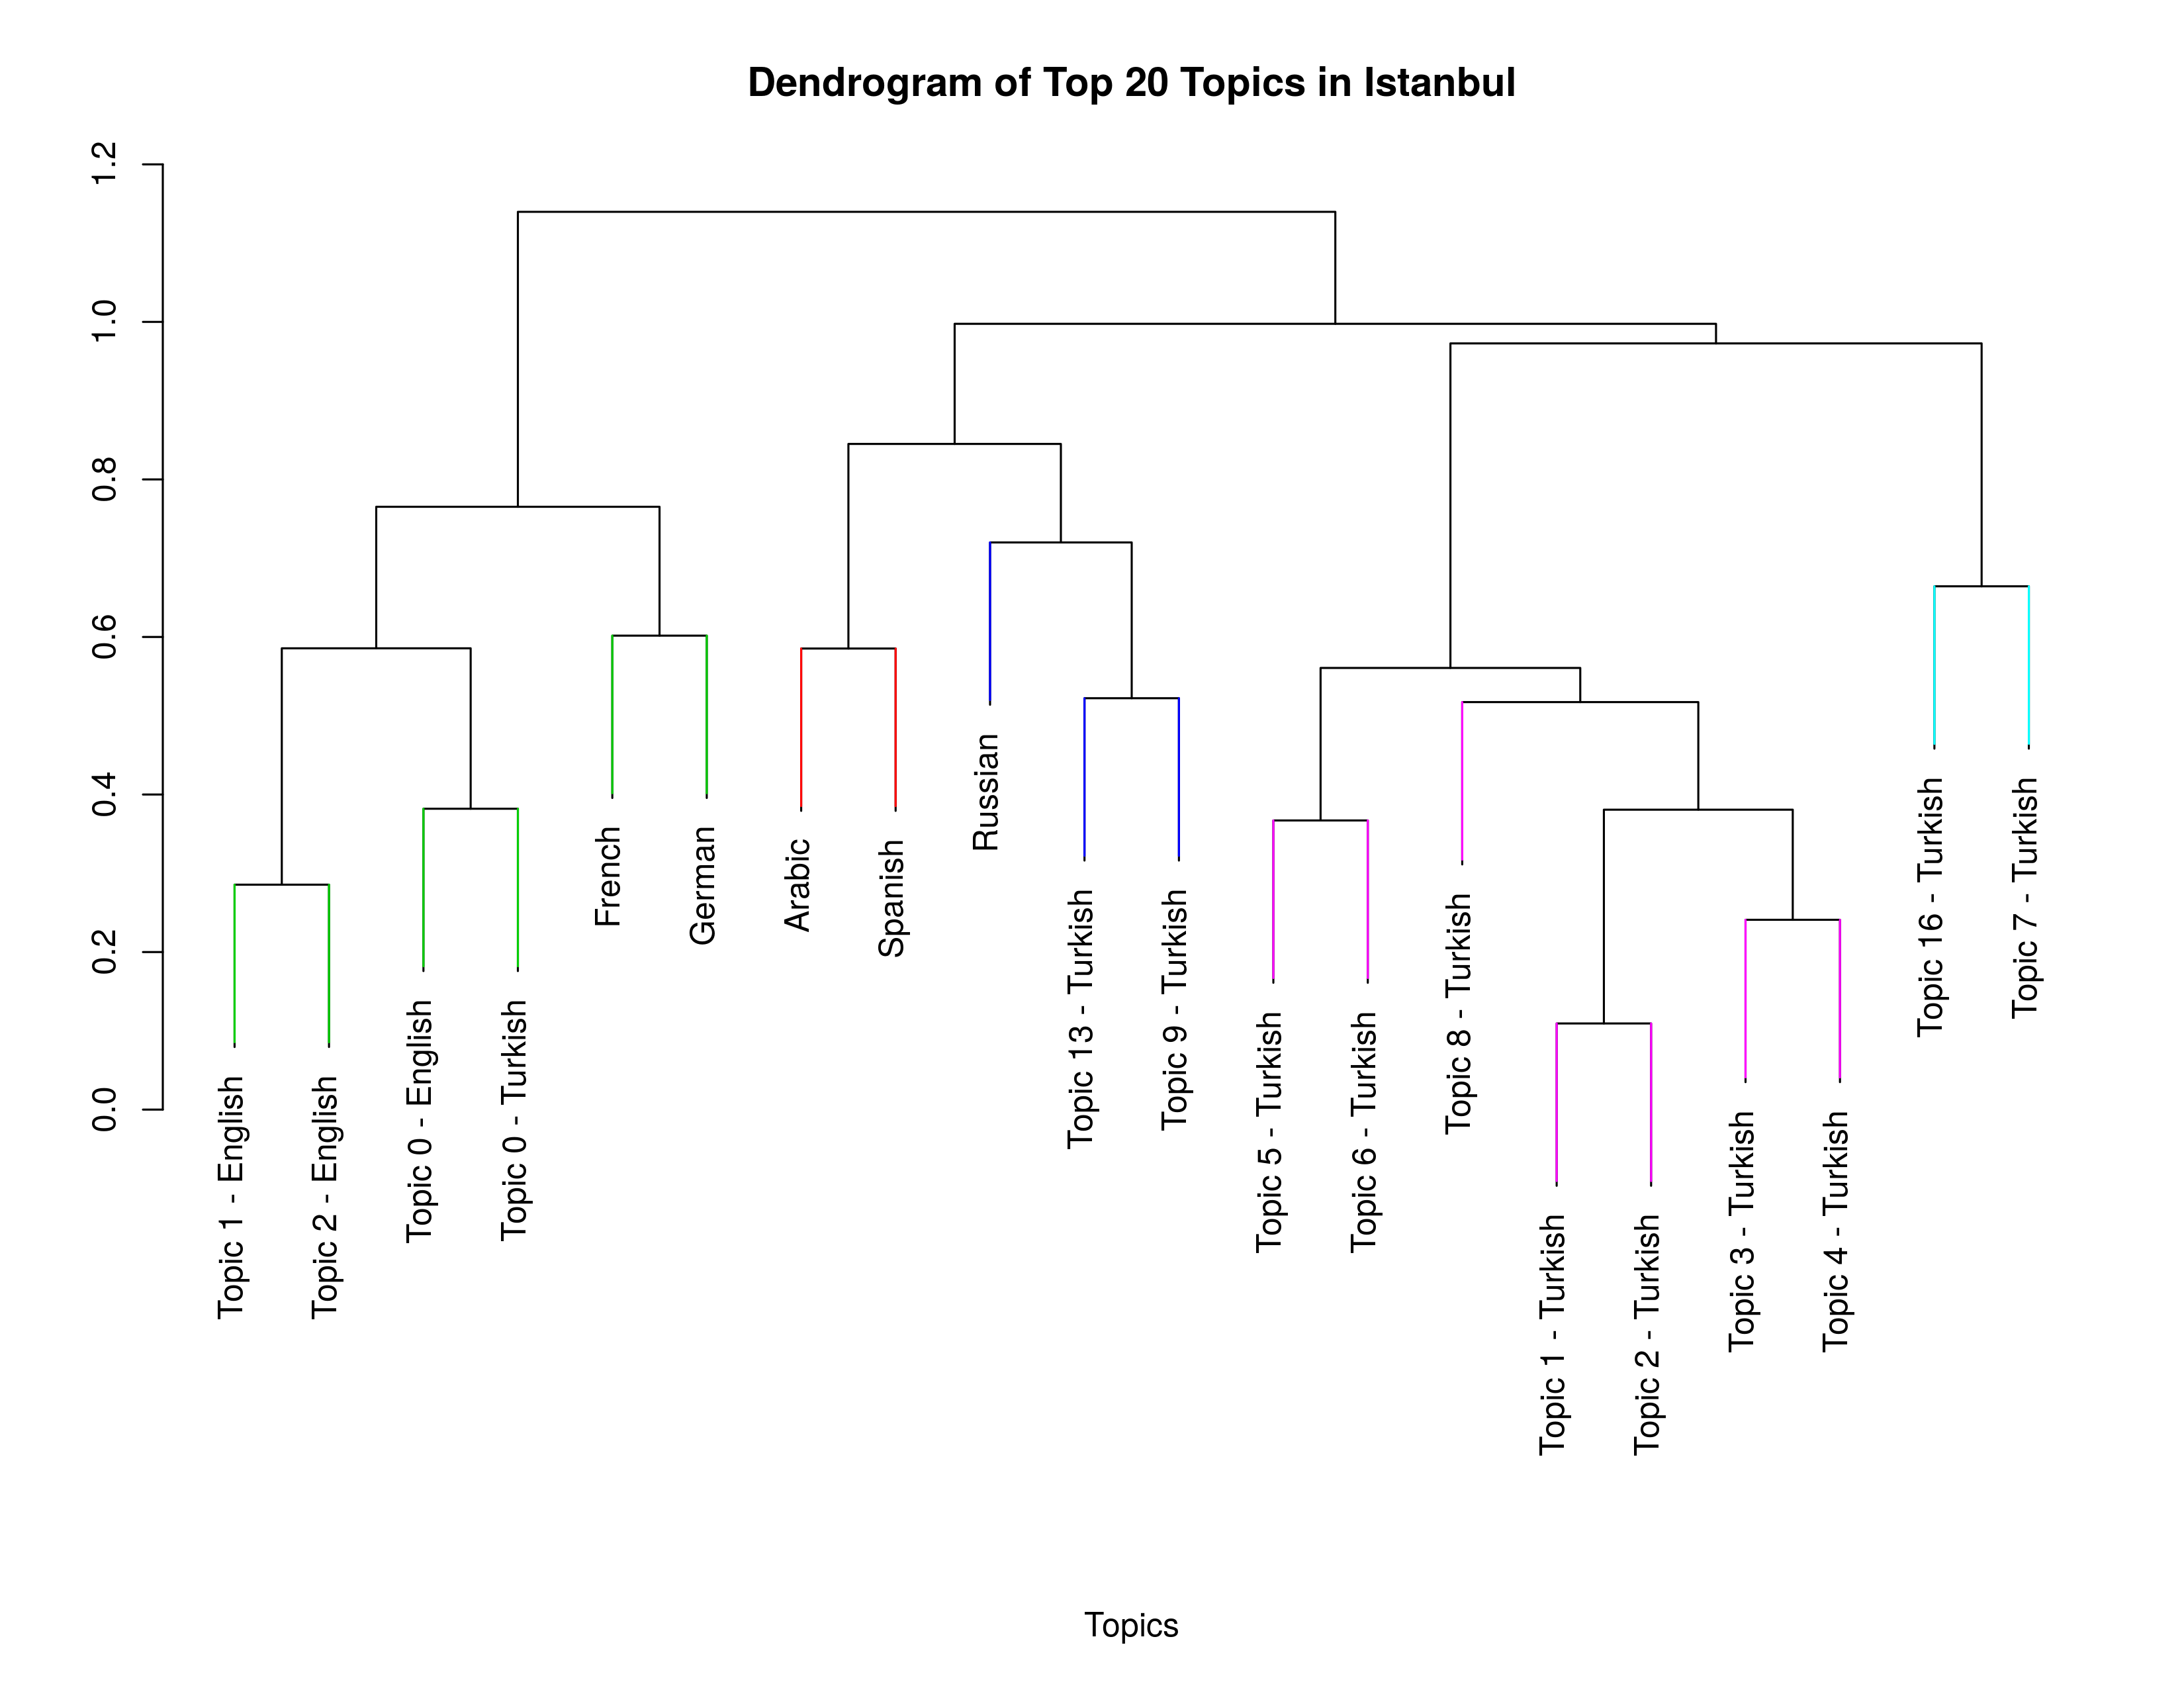 Dendrogram of Top 20 Topics in Istanbul
1.2
1.0
0.8
0.6
0.4
0.2
0.0
Topic 1 - English
Topic 2 - English
Topic 0 - English
Topic 0 - Turkish
French
German
Arabic
Spanish
Russian
Topic 13 - Turkish
Topic 9 - Turkish
Topic 5 - Turkish
Topic 6 - Turkish
Topic 8 - Turkish
Topic 1 - Turkish
Topic 2 - Turkish
Topic 3 - Turkish
Topic 4 - Turkish
Topic 16 - Turkish
Topic 7 - Turkish
Topics